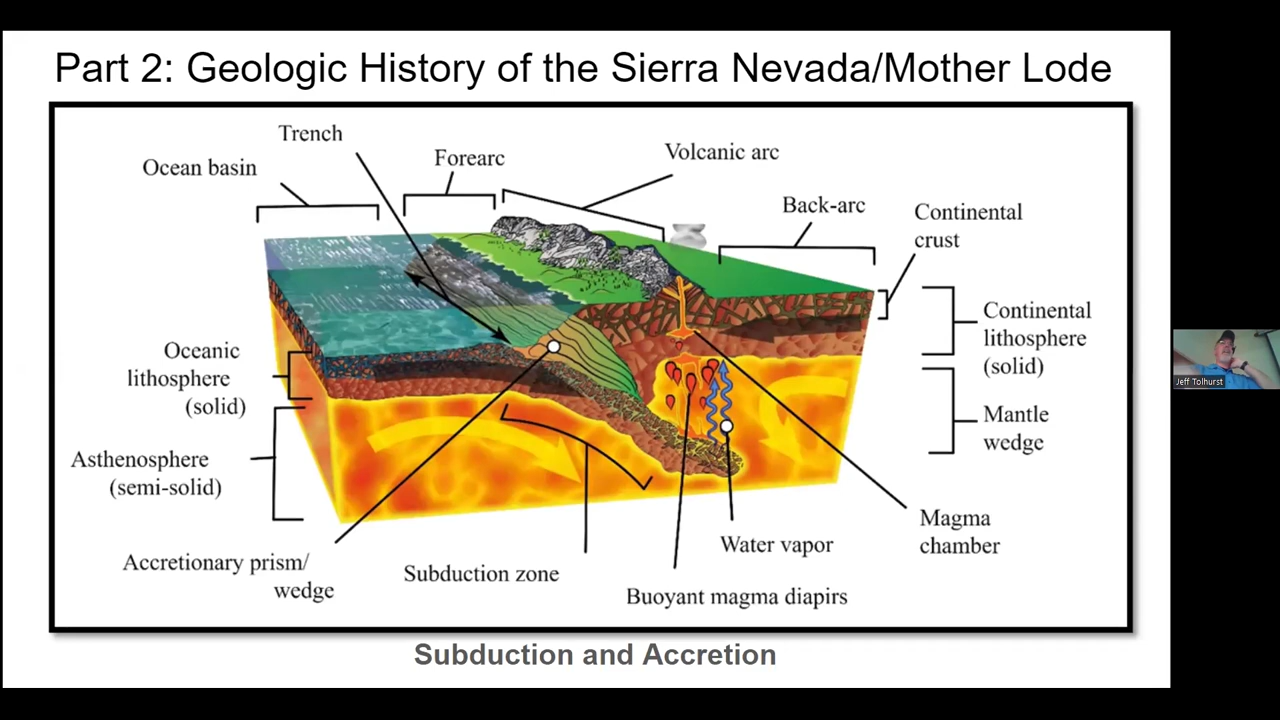 Part 2: Geologic History of the Sierra Nevada/Mother Lode
Trench
Ocean basin
Forearc
Volcanic arc
Back-arc
Continental
crust
Continental
lithosphere
(solid)
Oceanic
lithosphere
(solid)
Mantle
wedge
Asthenosphere
(semi-solid)
Magma
chamber
Water vapor
Accretionary prism/
wedge
Subduction zone
Buoyant magma diapirs
Subduction and Accretion
Jeff Tolhurst